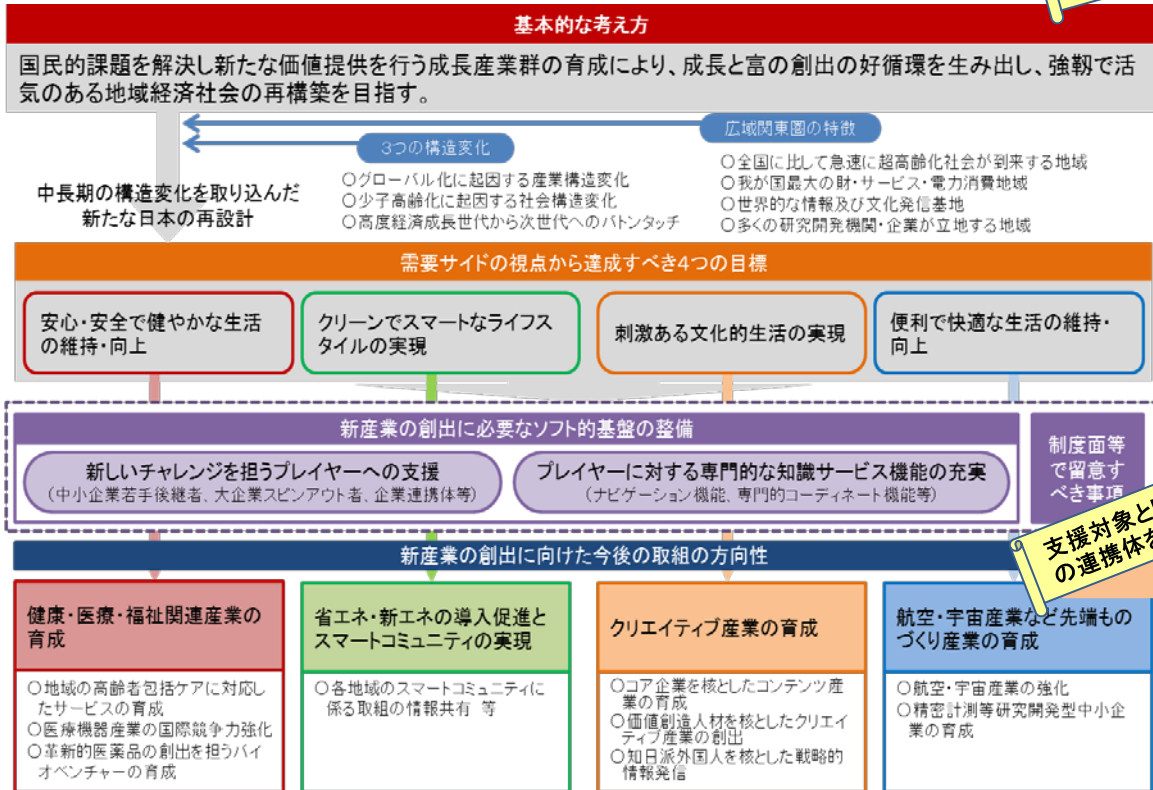 基本的な考え方
国民的課題を解決し新たな価値提供を行う成長産業群の育成により、成長と富の創出の好循環を生み出し、強靱で活
気のある地域経済社会の再構築を目指す。
広域関東圏の特徴
3つの構造変化
○全国に比して急速に超高齢化社会が到来する地域
○我が国最大の財・サービス・電力消費地域
○世界的な情報及び文化発信基地
○多くの研究開発機関・企業が立地する地域
○グローバル化に起因する産業構造変化
○少子高齢化に起因する社会構造変化
○高度経済成長世代から次世代へのバトンタッチ
中長期の構造変化を取り込んだ
新たな日本の再設計
需要サイドの視点から達成すべき4つの目標
安心・安全で健やかな生活
の維持・向上
クリーンでスマートなライフス
タイルの実現
刺激ある文化的生活の実現
便利で快適な生活の維持・
向上
新産業の創出に必要なソフト的基盤の整備
新しいチャレンジを担うプレイヤーへの支援
(中小企業若手後継者、大企業スピンアウト者、企業連携体等)
プレイヤーに対する専門的な知識サービス機能の充実
(ナビゲーション機能、専門的コーディネート機能等)
制度面等
で留意す
べき事項
支援対象と
の連携体を
新産業の創出に向けた今後の取組の方向性
健康・医療・福祉関連産業の
育成
○地域の高齢者包括ケアに対応し
たサービスの育成
○医療機器産業の国際競争力強化
○革新的医薬品の創出を担うバイ
オベンチャーの育成
省エネ・新エネの導入促進と
スマートコミュニティの実現
○各地域のスマートコミュニティに
係る取組の情報共有 等
クリエイティブ産業の育成
○コア企業を核としたコンテンツ産
業の育成
○価値創造人材を核としたクリエイ
ティブ産業の創出
○知日派外国人を核とした戦略的
情報発信
航空・宇宙産業など先端もの
づくり産業の育成
○航空・宇宙産業の強化
○精密計測等研究開発型中小企
業の育成